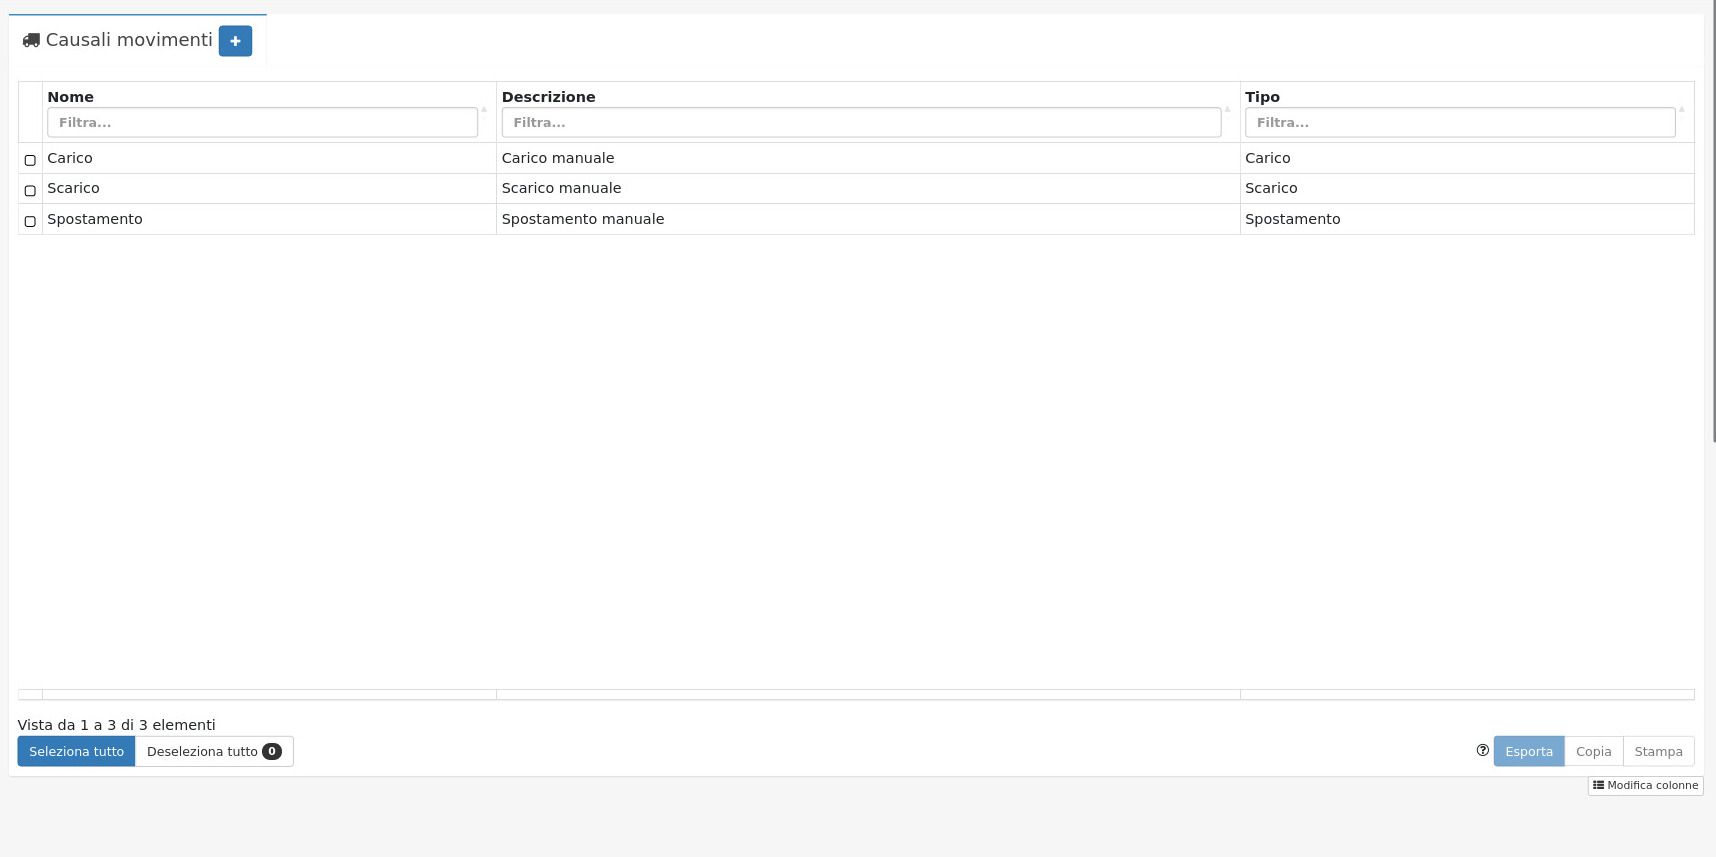 Causali movimenti +
Nome Descrizione Tipo
Filtra... Filtra... Filtra...
Carico Carico manuale Carico
Scarico Scarico manuale Scarico
Spostamento Spostamento manuale Spostamento
Vista da 1 a 3 di 3 elementi
Seleziona tutto Deseleziona tutto 0 Esporta Copia Stampa
Modifica colonne